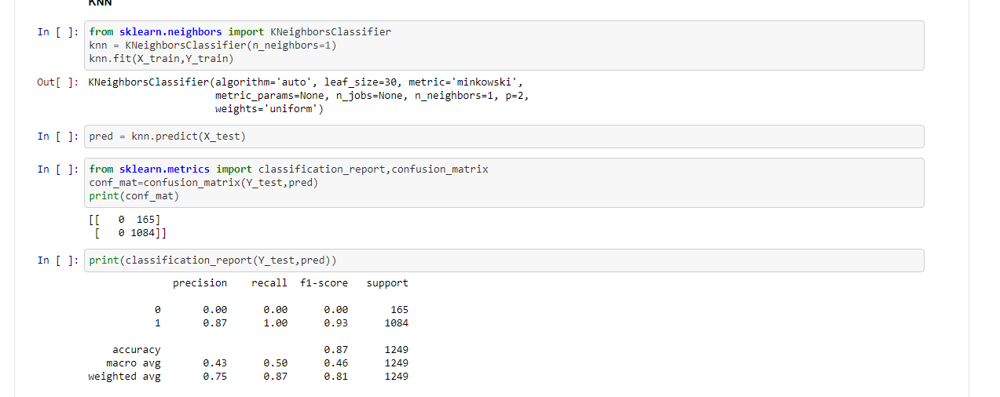 KNN
In [ ]: from sklearn.neighbors import KNeighborsClassifier
knn = KNeighborsClassifier(n_neighbors=1)
knn.fit(X_train,Y_train)
Out[ ]: KNeighborsClassifier(algorithm='auto', leaf_size=30, metric='minkowski',
metric_params=None, n_jobs=None, n_neighbors=1, p=2,
weights='uniform')
In [ ]: pred = knn.predict(X_test)
In [ ]: from sklearn.metrics import classification_report,confusion_matrix
conf_mat=confusion_matrix(Y_test,pred)
print(conf_mat)
[[   0  165]
 [   0 1084]]
In [ ]: print(classification_report(Y_test,pred))
precision    recall  f1-score   support
0       0.00      0.00      0.00       165
1       0.87      1.00      0.93      1084
accuracy                           0.87      1249
macro avg       0.43      0.50      0.46      1249
weighted avg       0.75      0.87      0.81      1249